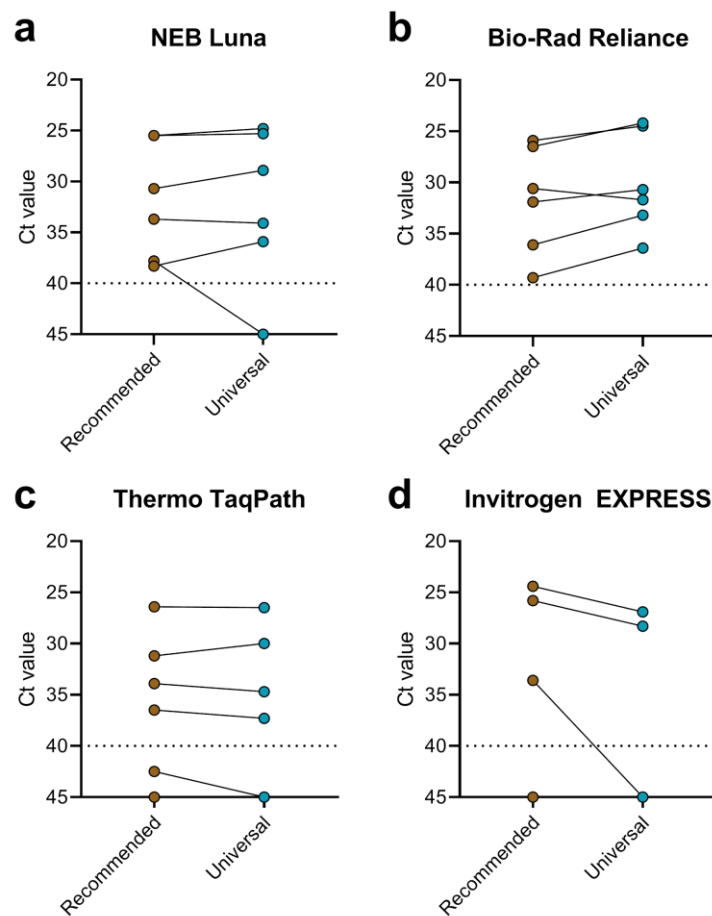 a
NEB Luna
20
25
30
35
40
45
Ct value
Recommended
Universal
b
Bio-Rad Reliance
20
25
30
35
40
45
Ct value
Recommended
Universal
c
Thermo TaqPath
20
25
30
35
40
45
Ct value
Recommended
Universal
d
Invitrogen EXPRESS
20
25
30
35
40
45
Ct value
Recommended
Universal